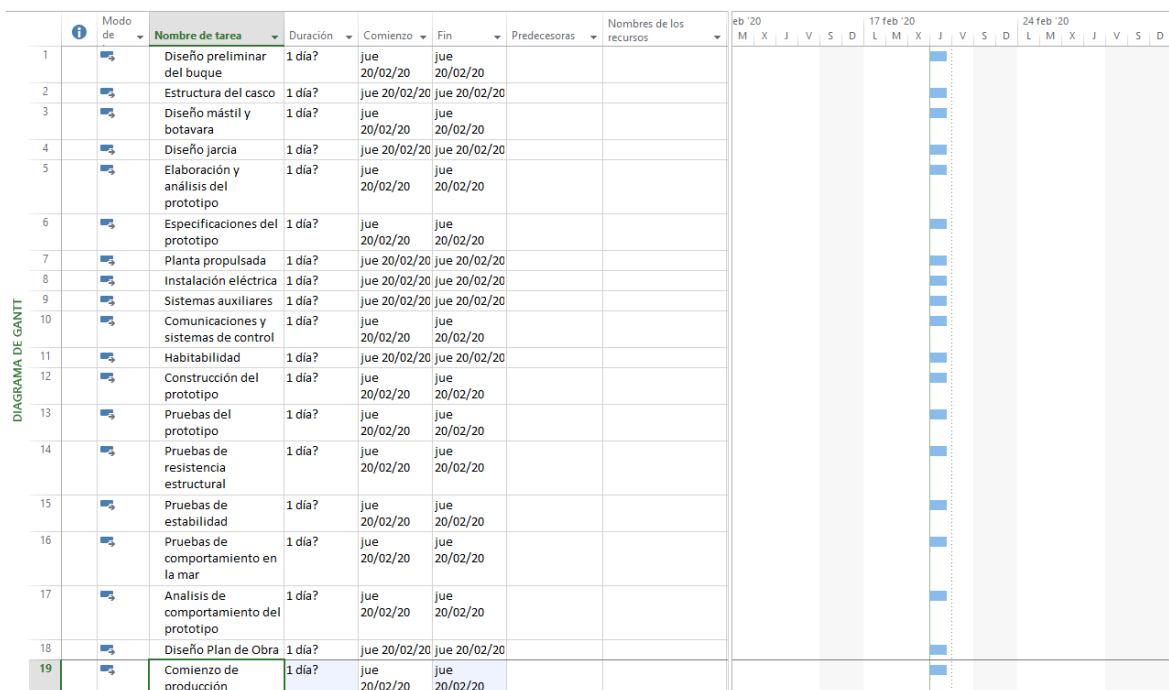 Modo de
Nombre de tarea
Duración
Comienzo
Fin
Predecesoras
Nombres de los recursos
eb '20
17 feb '20
24 feb '20
M X J V S D L M X J V S D L M X J V S D
DIAGRAMA DE GANTT
1 Diseño preliminar 1 día? jue jue
del buque 20/02/20 20/02/20
2 Estructura del casco 1 día? jue 20/02/20 jue 20/02/20
3 Diseño mástil y 1 día? jue jue
botavara 20/02/20 20/02/20
4 Diseño jarcia 1 día? jue 20/02/20 jue 20/02/20
5 Elaboración y 1 día? jue jue
análisis del 20/02/20 20/02/20
prototipo
6 Especificaciones del 1 día? jue jue
prototipo 20/02/20 20/02/20
7 Planta propulsada 1 día? jue 20/02/20 jue 20/02/20
8 Instalación eléctrica 1 día? jue 20/02/20 jue 20/02/20
9 Sistemas auxiliares 1 día? jue 20/02/20 jue 20/02/20
10 Comunicaciones y 1 día? jue jue
sistemas de control 20/02/20 20/02/20
11 Habitabilidad 1 día? jue 20/02/20 jue 20/02/20
12 Construcción del 1 día? jue jue
prototipo 20/02/20 20/02/20
13 Pruebas del 1 día? jue jue
prototipo 20/02/20 20/02/20
14 Pruebas de 1 día? jue jue
resistencia 20/02/20 20/02/20
estructural
15 Pruebas de 1 día? jue jue
estabilidad 20/02/20 20/02/20
16 Pruebas de 1 día? jue jue
comportamiento en 20/02/20 20/02/20
la mar
17 Analisis de 1 día? jue jue
comportamiento del 20/02/20 20/02/20
prototipo
18 Diseño Plan de Obra 1 día? jue 20/02/20 jue 20/02/20
19 Comienzo de 1 día? jue jue
producción 20/02/20 20/02/20